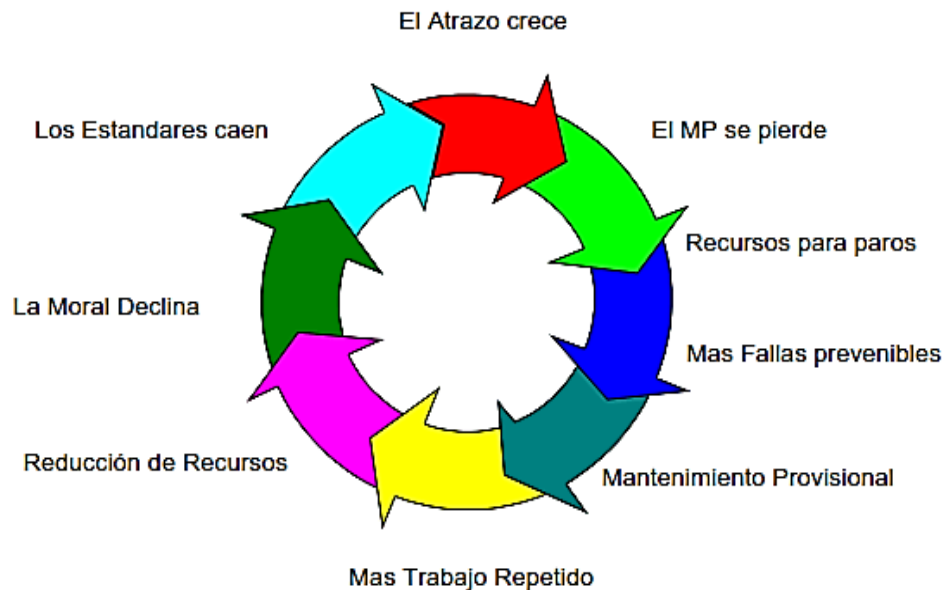 El Atrazo crece
Los Estandares caen
El MP se pierde
Recursos para paros
La Moral Declina
Mas Fallas prevenibles
Reducción de Recursos
Mantenimiento Provisional
Mas Trabajo Repetido